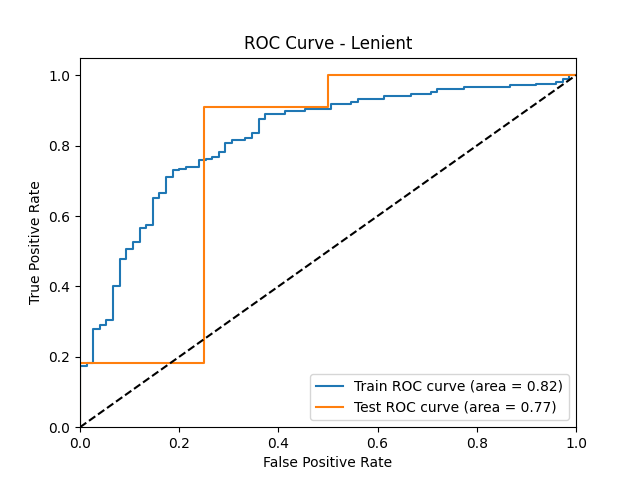 ROC Curve - Lenient
True Positive Rate
1.0
0.8
0.6
0.4
0.2
0.0
Train ROC curve (area = 0.82)
Test ROC curve (area = 0.77)
0.0 0.2 0.4 0.6 0.8 1.0
False Positive Rate